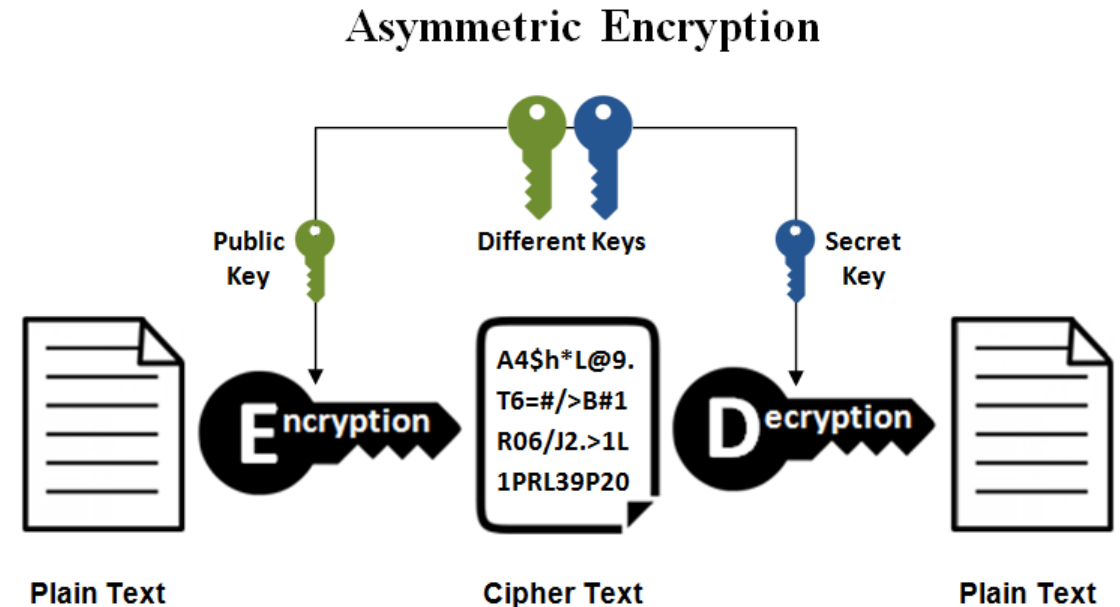 Asymmetric Encryption
Public
Key
Different Keys
Secret
Key
Encryption
A4$h*L@9.
T6=#/>B#1
R06/J2.>1L
1PRL39P20
Decryption
Plain Text
Cipher Text
Plain Text